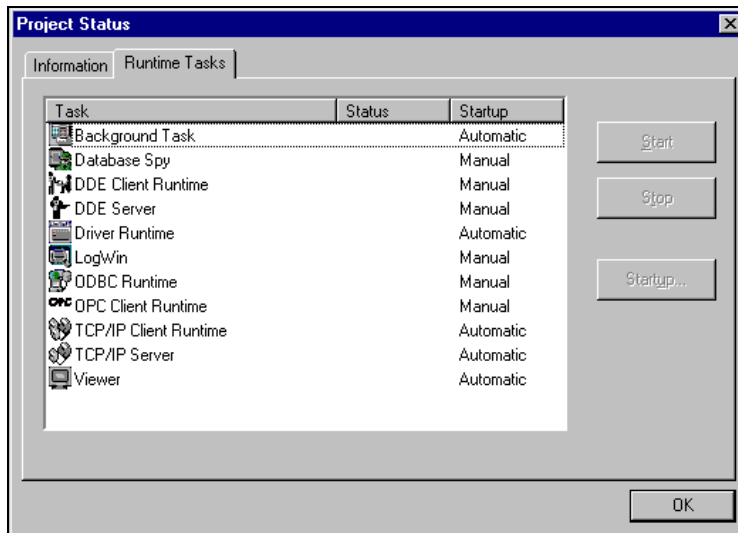 Project Status
Information Runtime Tasks
Task Status Startup
Background Task Automatic
Database Spy Manual
DDE Client Runtime Manual
DDE Server Manual
Driver Runtime Automatic
LogWin Manual
ODBC Runtime Manual
OPC OPC Client Runtime Manual
TCP/IP Client Runtime Automatic
TCP/IP Server Automatic
Viewer Automatic
Start
Stop
Startup...
OK